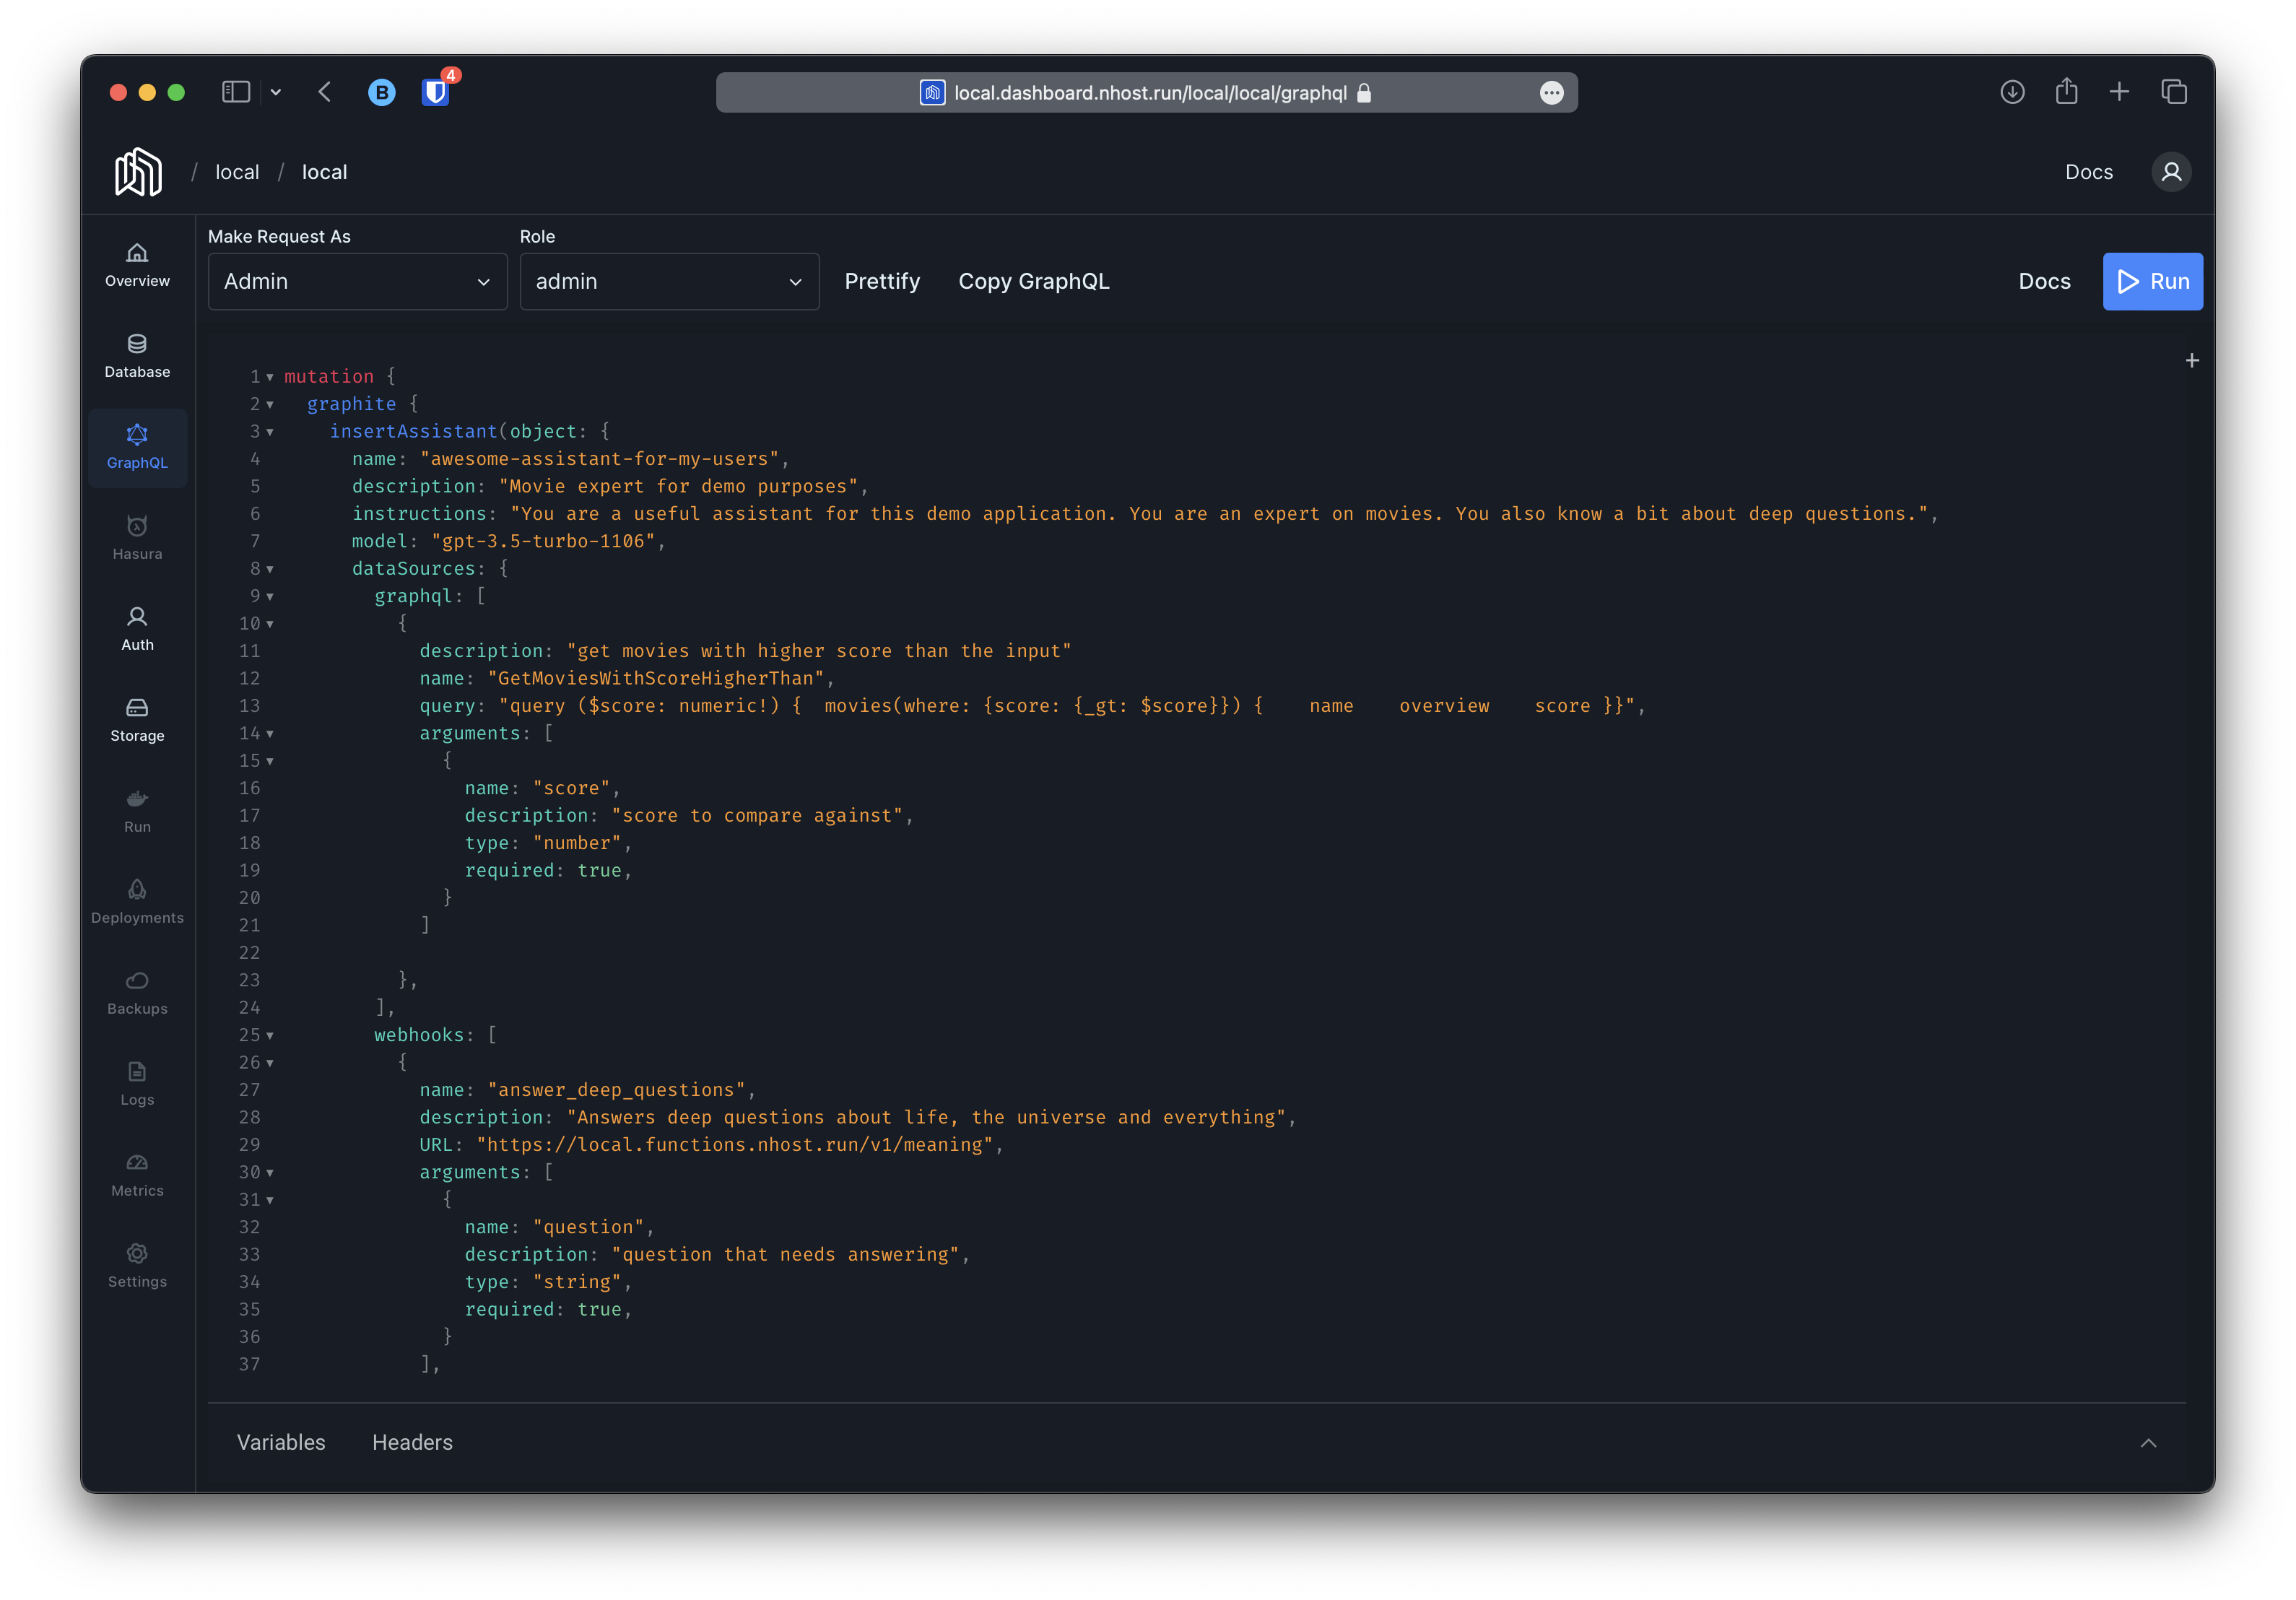 4
local.dashboard.nhost.run/local/local/graphql
/ local / local
Docs
Make Request As
Role
Admin
admin
Prettify
Copy GraphQL
Docs
Run
Overview
Database
GraphQL
Hasura
Auth
Storage
Run
Deployments
Backups
Logs
Metrics
Settings
1 mutation {
2 graphite {
3 insertAssistant(object: {
4 name: "awesome-assistant-for-my-users",
5 description: "Movie expert for demo purposes",
6 instructions: "You are a useful assistant for this demo application. You are an expert on movies. You also know a bit about deep questions.",
7 model: "gpt-3.5-turbo-1106",
8 dataSources: {
9 graphql: [
10 {
11 description: "get movies with higher score than the input"
12 name: "GetMoviesWithScoreHigherThan",
13 query: "query ($score: numeric!) {  movies(where: {score: {_gt: $score}}) {    name    overview    score }}",
14 arguments: [
15 {
16 name: "score",
17 description: "score to compare against",
18 type: "number",
19 required: true,
20 }
21 ]
22
23 },
24 ],
25 webhooks: [
26 {
27 name: "answer_deep_questions",
28 description: "Answers deep questions about life, the universe and everything",
29 URL: "https://local.functions.nhost.run/v1/meaning",
30 arguments: [
31 {
32 name: "question",
33 description: "question that needs answering",
34 type: "string",
35 required: true,
36 }
37 ],
Variables
Headers